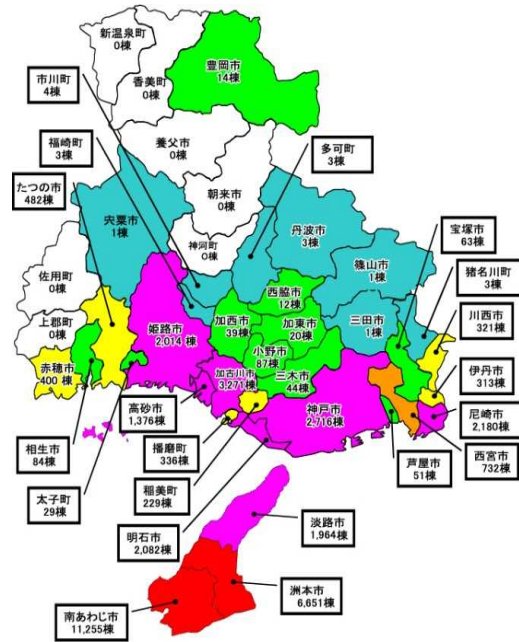 新温泉町
0棟
香美町
0棟
豊岡市
14棟
市川町
4棟
福崎町
3棟
養父市
0棟
朝来市
0棟
多可町
3棟
たつの市
482棟
宍粟市
1棟
神河町
0棟
丹波市
3棟
宝塚市
63棟
佐用町
0棟
篠山市
1棟
猪名川町
3棟
上郡町
0棟
姫路市
2,014 棟
西脇市
12棟
加西市
39棟
加東市
20棟
三田市
1棟
川西市
321棟
赤穂市
400 棟
小野市
87棟
加古川市
3,271棟
三木市
44棟
神戸市
2,716棟
伊丹市
313棟
高砂市
1,376棟
尼崎市
2,180棟
相生市
84棟
播磨町
336棟
西宮市
732棟
芦屋市
51棟
太子町
29棟
稲美町
229棟
明石市
2,082棟
淡路市
1,964棟
洲本市
6,651棟
南あわじ市
11,255棟